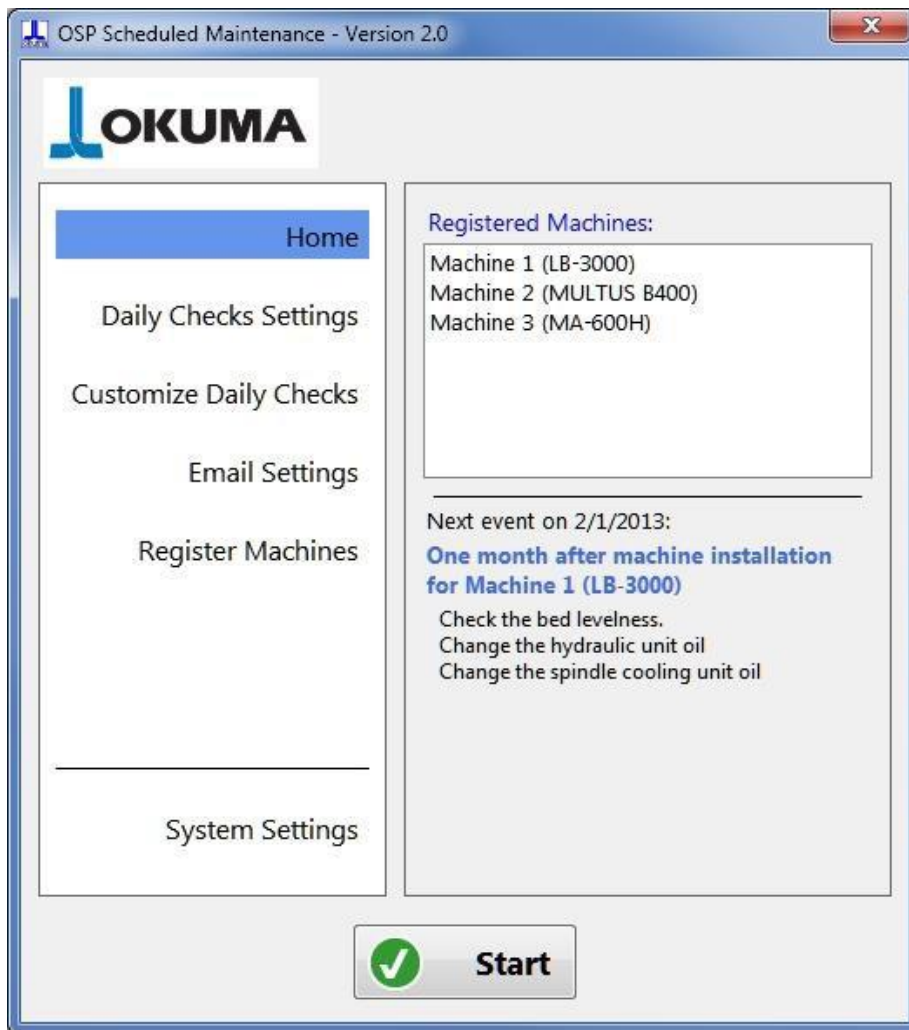 OSP Scheduled Maintenance - Version 2.0
OKUMA
Home
Daily Checks Settings
Customize Daily Checks
Email Settings
Register Machines
System Settings
Registered Machines:
Machine 1 (LB-3000)
Machine 2 (MULTUS B400)
Machine 3 (MA-600H)
Next event on 2/1/2013:
One month after machine installation
for Machine 1 (LB-3000)
Check the bed levelness.
Change the hydraulic unit oil
Change the spindle cooling unit oil
Start